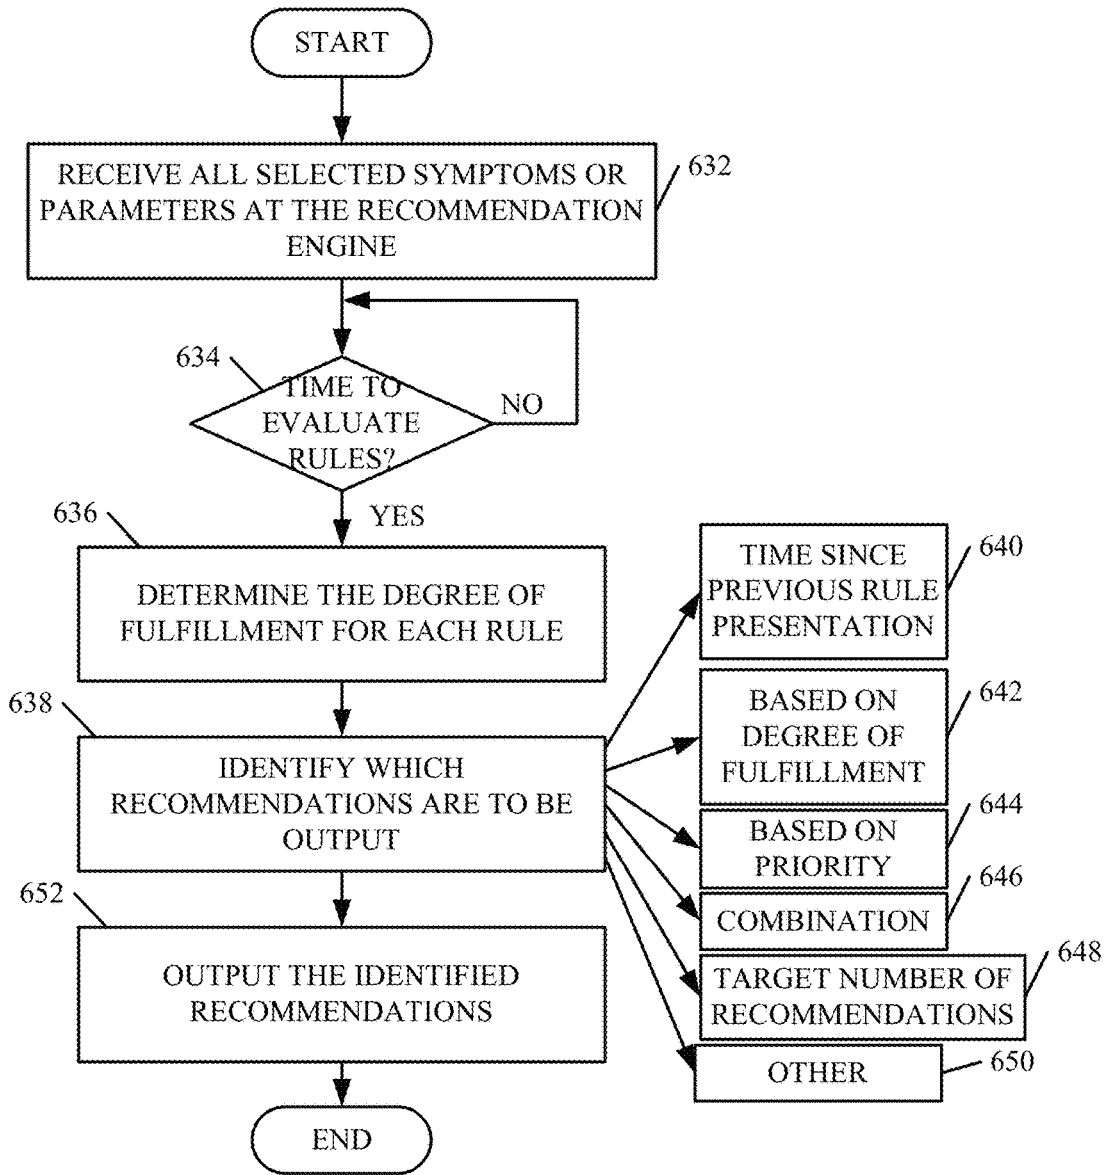 START
RECEIVE ALL SELECTED SYMPTOMS OR
PARAMETERS AT THE RECOMMENDATION
ENGINE
632
634
TIME TO
EVALUATE
RULES?
NO
YES
636
DETERMINE THE DEGREE OF
FULFILLMENT FOR EACH RULE
638
IDENTIFY WHICH
RECOMMENDATIONS ARE TO BE
OUTPUT
TIME SINCE
PREVIOUS RULE
PRESENTATION
640
BASED ON
DEGREE OF
FULFILLMENT
642
BASED ON
PRIORITY
644
COMBINATION
646
TARGET NUMBER OF
RECOMMENDATIONS
648
OTHER
650
652
OUTPUT THE IDENTIFIED
RECOMMENDATIONS
END